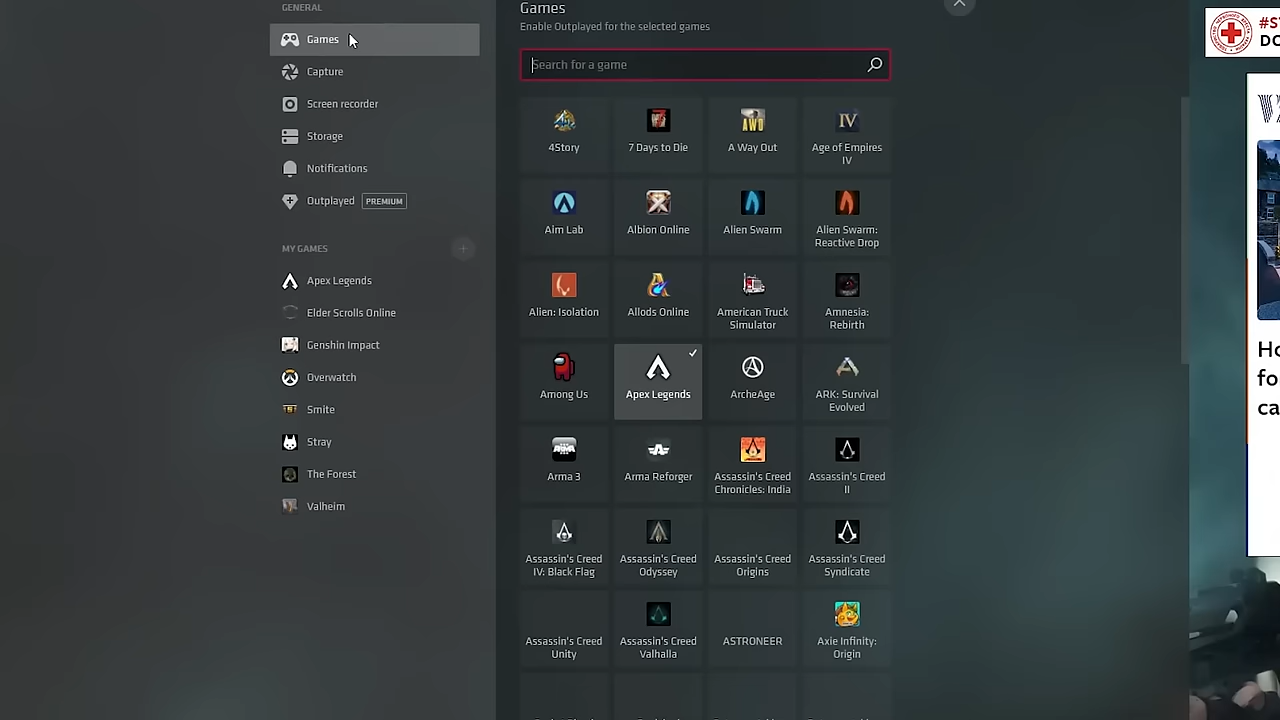 GENERAL
Games
Capture
Screen recorder
Storage
Notifications
Outplayed PREMIUM
MY GAMES
Apex Legends
Elder Scrolls Online
Genshin Impact
Overwatch
Smite
Stray
The Forest
Valheim
Games
Enable Outplayed for the selected games
Search for a game
4Story
7 Days to Die
AWO
A Way Out
IV
Age of Empires
IV
Aim Lab
Albion Online
Alien Swarm
Alien Swarm:
Reactive Drop
Alien: Isolation
Allods Online
American Truck
Simulator
Amnesia:
Rebirth
Among Us
Apex Legends
ArcheAge
ARK: Survival
Evolved
Arma 3
Arma Reforger
Assassin's Creed
Chronicles: India
Assassin's Creed
II
Assassin's Creed
IV: Black Flag
Assassin's Creed
Odyssey
Assassin's Creed
Origins
Assassin's Creed
Syndicate
Assassin's Creed
Unity
Assassin's Creed
Valhalla
ASTRONEER
Axie Infinity:
Origin